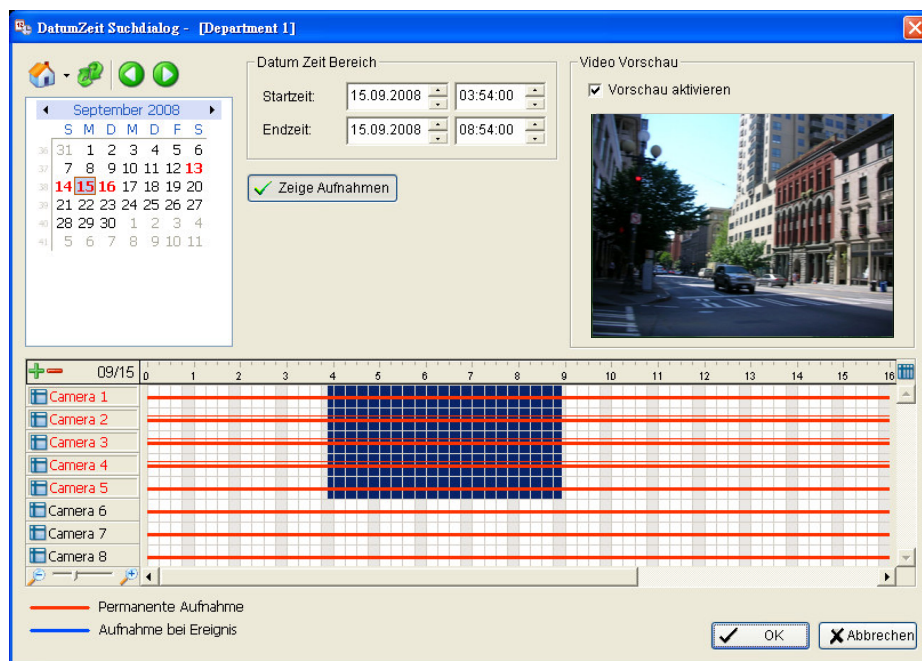 DatumZeit Suchdialog - [Department 1]
Datum Zeit Bereich
Startzeit: 15.09.2008 03:54:00
Endzeit: 15.09.2008 08:54:00
Zeige Aufnahmen
Video Vorschau
Vorschau aktivieren
September 2008
S M D M D F S
36 31 1 2 3 4 5 6
37 7 8 9 10 11 12 13
38 14 15 16 17 18 19 20
39 21 22 23 24 25 26 27
40 28 29 30 1 2 3 4
41 5 6 7 8 9 10 11
09/15 0 1 2 3 4 5 6 7 8 9 10 11 12 13 14 15 16
Camera 1
Camera 2
Camera 3
Camera 4
Camera 5
Camera 6
Camera 7
Camera 8
Permanente Aufnahme
Aufnahme bei Ereignis
OK
Abbrechen